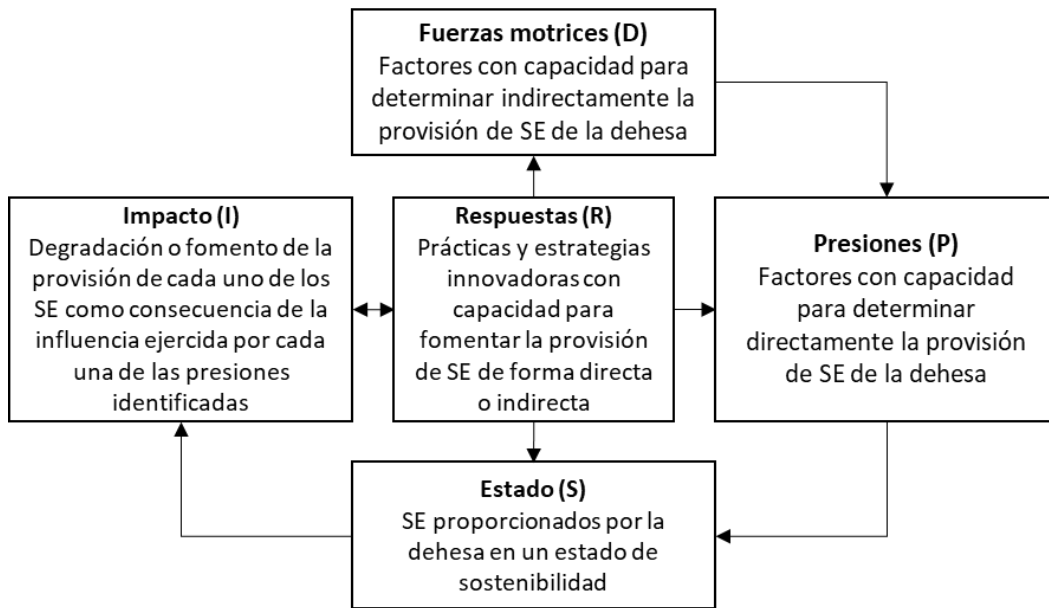 Fuerzas motrices (D)
Factores con capacidad para
determinar indirectamente la
provisión de SE de la dehesa
Impacto (I)
Degradación o fomento de la
provisión de cada uno de los
SE como consecuencia de la
influencia ejercida por cada
una de las presiones
identificadas
Respuestas (R)
Prácticas y estrategias
innovadoras con
capacidad para
fomentar la provisión
de SE de forma directa
o indirecta
Presiones (P)
Factores con capacidad
para determinar
directamente la provisión
de SE de la dehesa
Estado (S)
SE proporcionados por la
dehesa en un estado de
sostenibilidad